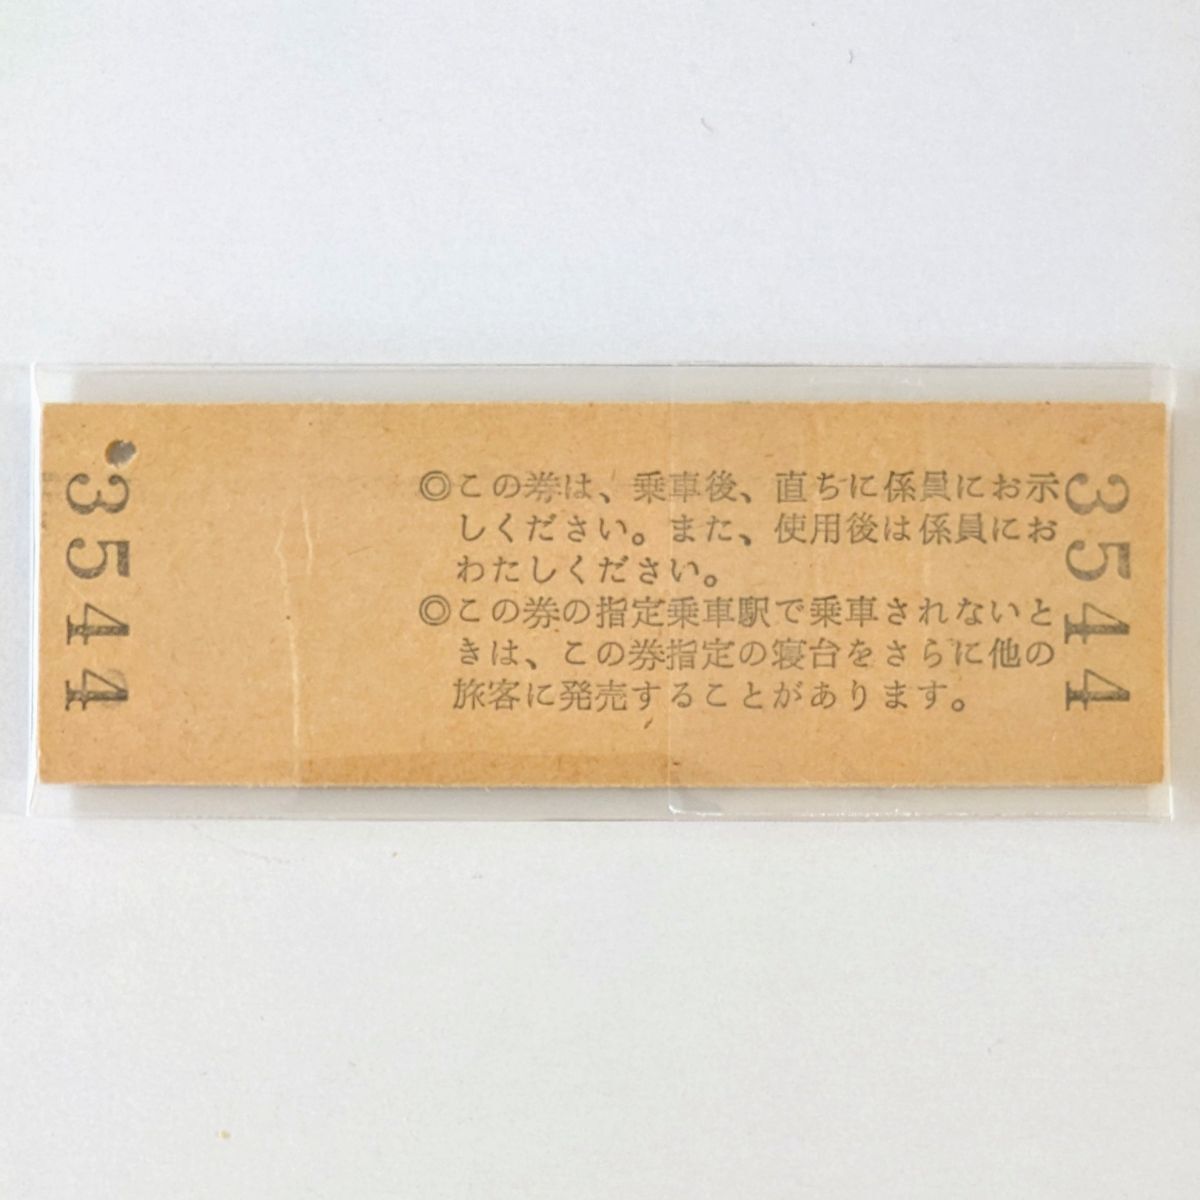 3544
◎この券は、乗車後、直ちに係員にお示
しください。また、使用後は係員にお
わたしください。
◎この券の指定乗車駅で乗車されないと
きは、この券指定の寝台をさらに他の
旅客に発売することがあります。
3544